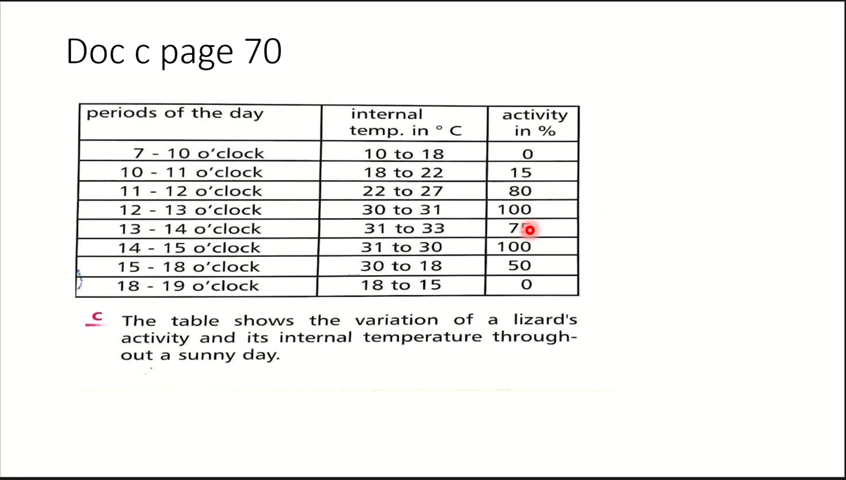 Doc c page 70
periods of the day internal temp. in ° C activity in %
7 - 10 o'clock 10 to 18 0
10 - 11 o'clock 18 to 22 15
11 - 12 o'clock 22 to 27 80
12 - 13 o'clock 30 to 31 100
13 - 14 o'clock 31 to 33
14 - 15 o'clock 31 to 30 100
15 - 18 o'clock 30 to 18 50
18 - 19 o'clock 18 to 15 0
c The table shows the variation of a lizard's
activity and its internal temperature through-
out a sunny day.